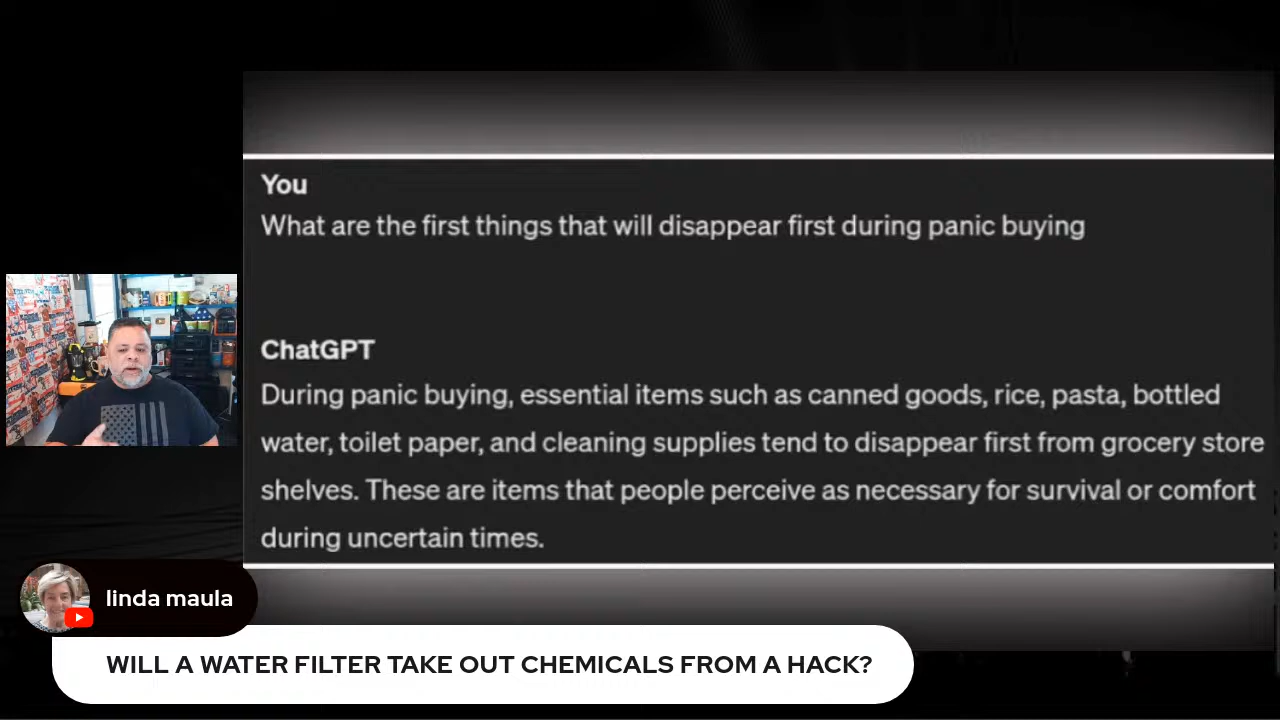 You
What are the first things that will disappear first during panic buying
ChatGPT
During panic buying, essential items such as canned goods, rice, pasta, bottled
water, toilet paper, and cleaning supplies tend to disappear first from grocery store
shelves. These are items that people perceive as necessary for survival or comfort
during uncertain times.
linda maula
WILL A WATER FILTER TAKE OUT CHEMICALS FROM A HACK?